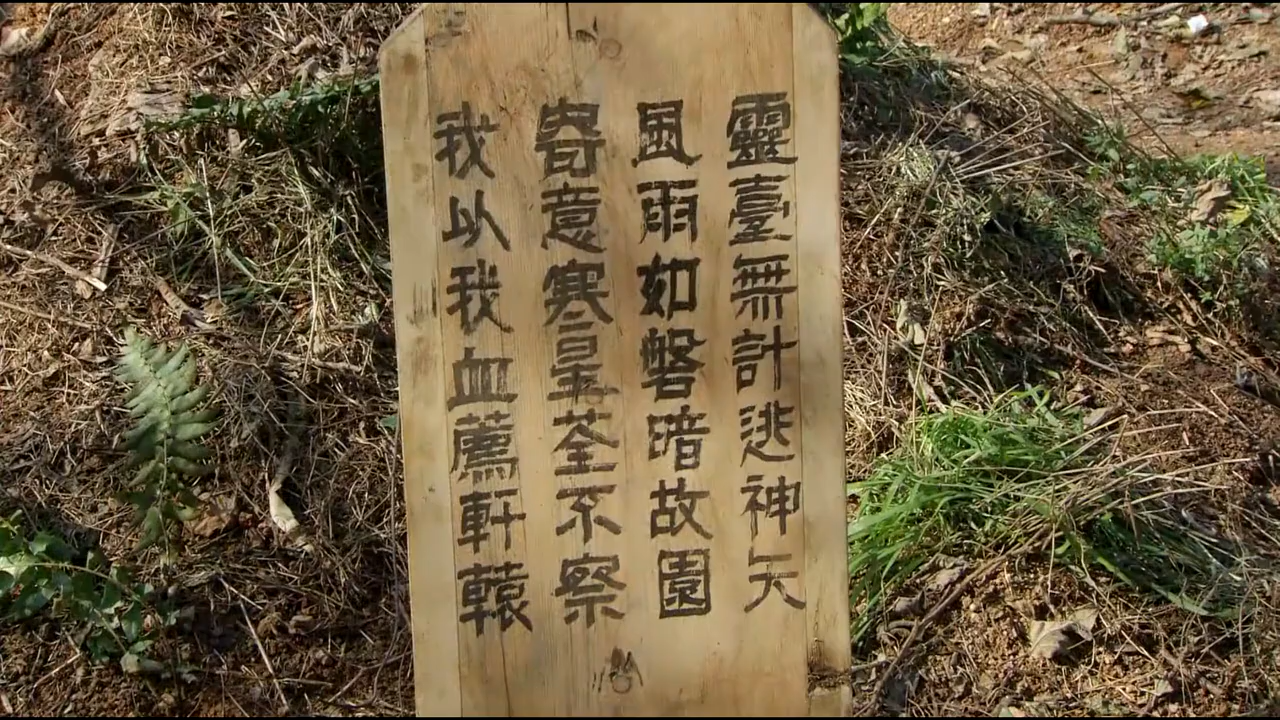 靈臺無計逃神矢
風雨如磐暗故園
寄意寒星荃不察
我以我血薦軒轅